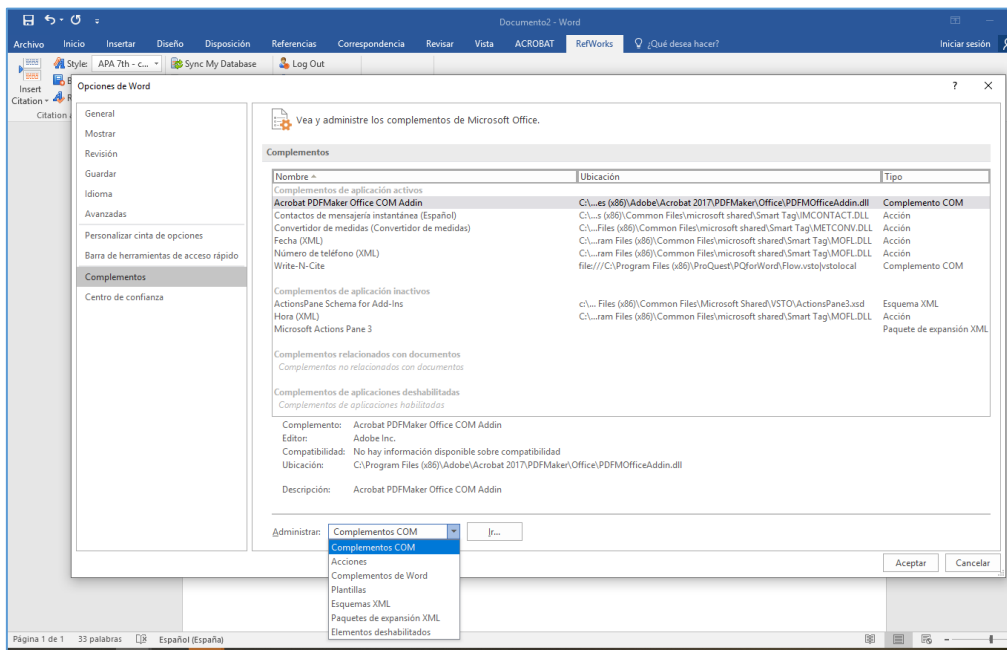 Documento2 - Word
Archivo Inicio Insertar Diseño Disposición Referencias Correspondencia Revisar Vista ACROBAT RefWorks ¿Qué desea hacer? Iniciar sesión
Style: APA 7th - c... Sync My Database Log Out
Insert
Citation
Citation
Opciones de Word ?
General
Mostrar
Revisión
Guardar
Idioma
Avanzadas
Personalizar cinta de opciones
Barra de herramientas de acceso rápido
Complementos
Centro de confianza
Vea y administre los complementos de Microsoft Office.
Complementos
Nombre Ubicación Tipo
Complementos de aplicación activos
Acrobat PDFMaker Office COM Addin C:\...es (x86)\Adobe\Acrobat 2017\PDFMaker\Office\PDFMOfficeAddin.dll Complemento COM
Contactos de mensajería instantánea (Español) C:\...s (x86)\Common Files\microsoft shared\Smart Tag\IMCONTACT.DLL Acción
Convertidor de medidas (Convertidor de medidas) C:\...Files (x86)\Common Files\microsoft shared\Smart Tag\METCONV.DLL Acción
Fecha (XML) C:\...ram Files (x86)\Common Files\microsoft shared\Smart Tag\MOFL.DLL Acción
Número de teléfono (XML) C:\...ram Files (x86)\Common Files\microsoft shared\Smart Tag\MOFL.DLL Acción
Write-N-Cite file:///C:\Program Files (x86)\ProQuest\PQforWord\Flow.vsto|vstolocal Complemento COM
Complementos de aplicación inactivos
ActionsPane Schema for Add-Ins c:\... Files (x86)\Common Files\Microsoft Shared\VSTO\ActionsPane3.xsd Esquema XML
Hora (XML) C:\...ram Files (x86)\Common Files\microsoft shared\Smart Tag\MOFL.DLL Acción
Microsoft Actions Pane 3 Paquete de expansión XML
Complementos relacionados con documentos
Complementos no relacionados con documentos
Complementos de aplicaciones deshabilitadas
Complementos de aplicaciones habilitadas
Complemento: Acrobat PDFMaker Office COM Addin
Editor: Adobe Inc.
Compatibilidad: No hay información disponible sobre compatibilidad
Ubicación: C:\Program Files (x86)\Adobe\Acrobat 2017\PDFMaker\Office\PDFMOfficeAddin.dll
Descripción: Acrobat PDFMaker Office COM Addin
Administrar: Complementos COM Ir...
Complementos COM
Acciones
Complementos de Word
Plantillas
Esquemas XML
Paquetes de expansión XML
Elementos deshabilitados
Aceptar Cancelar
Página 1 de 1 33 palabras Español (España)